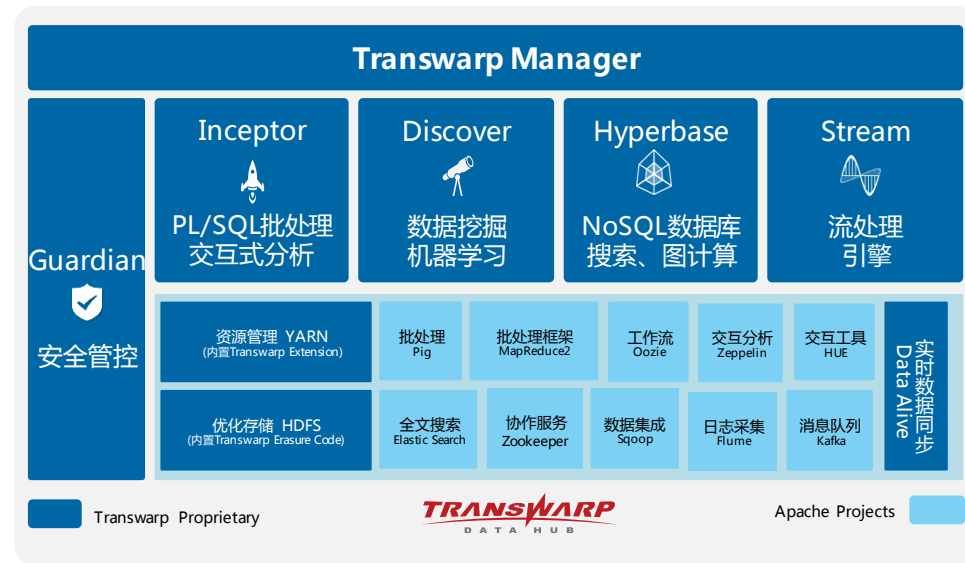 Transwarp Manager
Guardian
安全管控
Inceptor
PL/SQL批处理
交互式分析
Discover
数据挖掘
机器学习
Hyperbase
NoSQL数据库
搜索、图计算
Stream
流处理
引擎
资源管理 YARN
(内置Transwarp Extension)
批处理
Pig
批处理框架
MapReduce2
工作流
Oozie
交互分析
Zeppelin
交互工具
HUE
优化存储 HDFS
(内置Transwarp Erasure Code)
全文搜索
Elastic Search
协作服务
Zookeeper
数据集成
Sqoop
日志采集
Flume
消息队列
Kafka
实时数据同步
Data Alive
Transwarp Proprietary
TRANSWARP
DATA HUB
Apache Projects